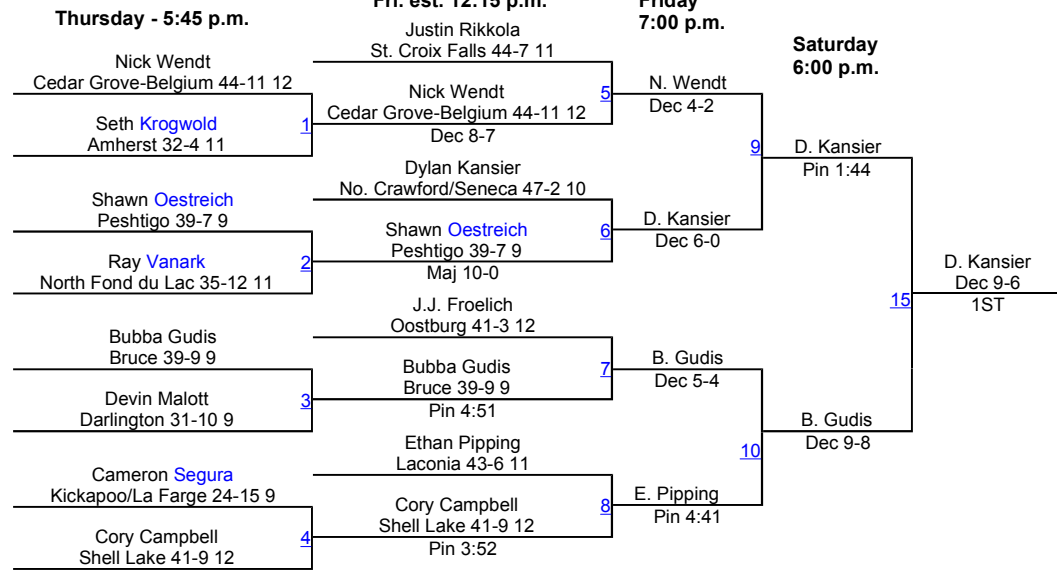 Thursday - 5:45 p.m.
Nick Wendt
Cedar Grove-Belgium 44-11 12
Seth Krogwold
Amherst 32-4 11
1
Shawn Oestreich
Peshtigo 39-7 9
Ray Vanark
North Fond du Lac 35-12 11
2
Bubba Gudis
Bruce 39-9 9
Devin Malott
Darlington 31-10 9
3
Cameron Segura
Kickapoo/La Farge 24-15 9
Cory Campbell
Shell Lake 41-9 12
4
Fri. est. 12:15 p.m.
Justin Rikkola
St. Croix Falls 44-7 11
Nick Wendt
Cedar Grove-Belgium 44-11 12
Dec 8-7
5
Dylan Kansier
No. Crawford/Seneca 47-2 10
Shawn Oestreich
Peshtigo 39-7 9
Maj 10-0
6
J.J. Froelich
Oostburg 41-3 12
Bubba Gudis
Bruce 39-9 9
Pin 4:51
7
Ethan Pipping
Laconia 43-6 11
Cory Campbell
Shell Lake 41-9 12
Pin 3:52
8
Friday
7:00 p.m.
N. Wendt
Dec 4-2
9
D. Kansier
Dec 6-0
B. Gudis
Dec 5-4
10
E. Pipping
Pin 4:41
Saturday
6:00 p.m.
D. Kansier
Pin 1:44
15
B. Gudis
Dec 9-8
D. Kansier
Dec 9-6
1ST